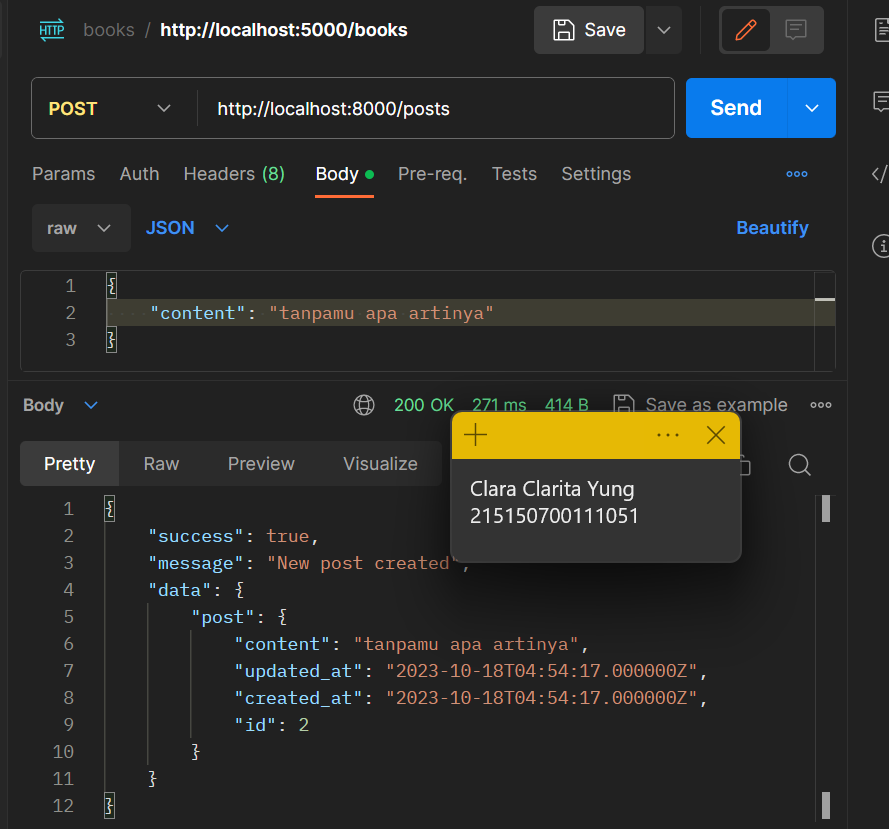 HTTP books / http://localhost:5000/books Save
POST http://localhost:8000/posts Send
Params Auth Headers (8) Body Pre-req. Tests Settings
raw JSON Beautify
1 {
2 "content": "tanpamu apa artinya"
3 }
Body 200 OK 271 ms 414 B Save as example
Pretty Raw Preview Visualize
Clara Clarita Yung
215150700111051
1 {
2 "success": true,
3 "message": "New post created",
4 "data": {
5 "post": {
6 "content": "tanpamu apa artinya",
7 "updated_at": "2023-10-18T04:54:17.000000Z",
8 "created_at": "2023-10-18T04:54:17.000000Z",
9 "id": 2
10 }
11 }
12 }